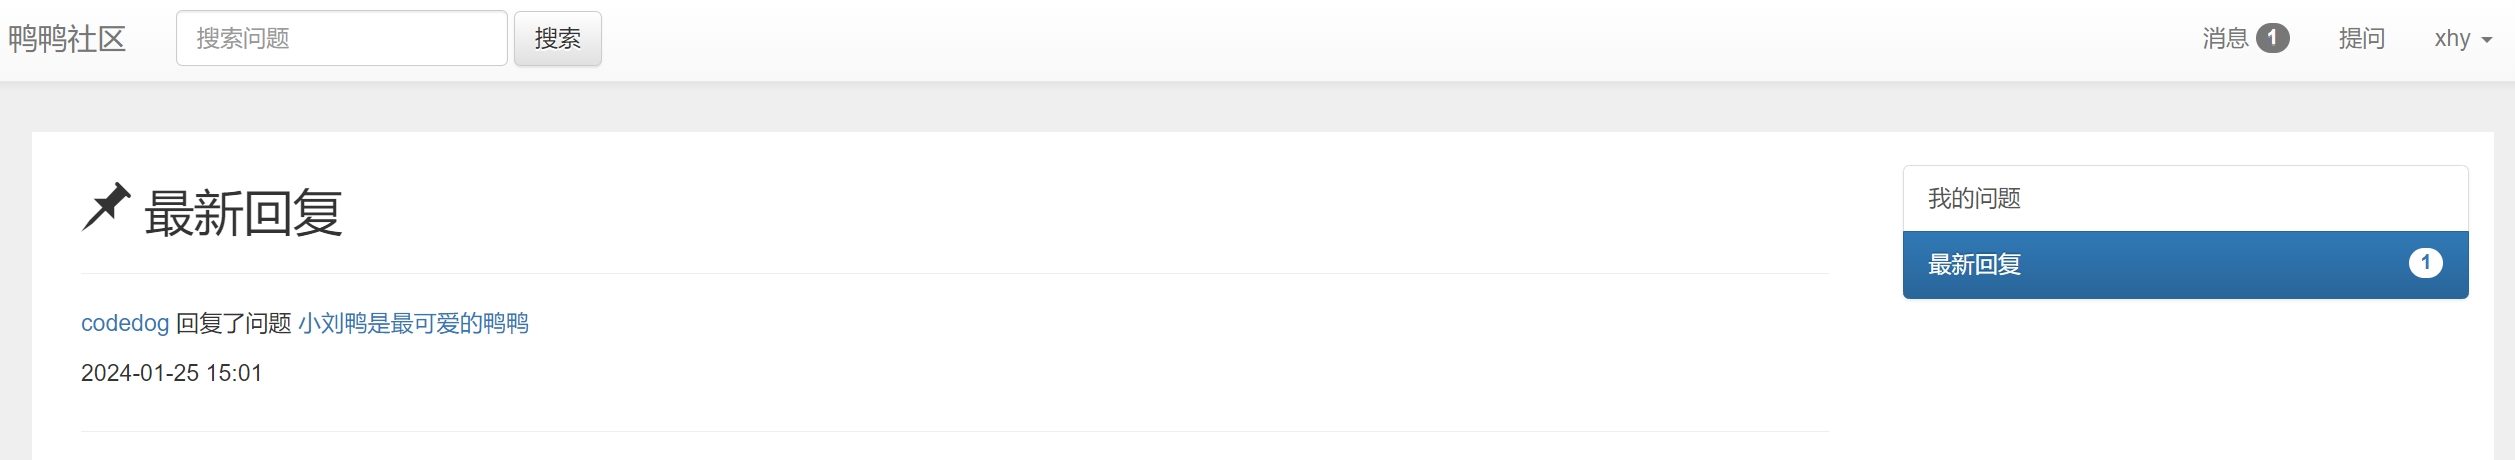 鸭鸭社区 搜索问题 搜索 消息 1 提问 xhy
最新回复
codedog 回复了问题 小刘鸭是最可爱的鸭鸭
2024-01-25 15:01
我的问题
最新回复 1